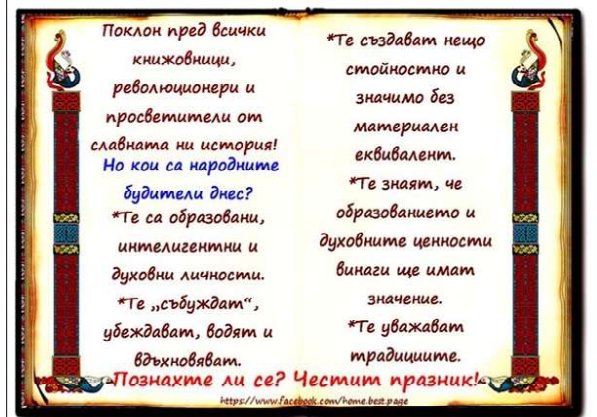 Поклон пред всички
книжовници,
революционери и
просветители от
славната ни история!
Но кои са народните
будители днес?
*Те са образовани,
интелигентни и
духовни личности.
*Те „събуждат“,
убеждават, водят и
вдъхновяват.
*Те създават нещо
стойностно и
значимо без
материален
еквивалент.
*Те знаят, че
образованието и
духовните ценности
винаги ще имат
значение.
*Те уважават
традициите.
Познахте ли се? Честит празник!
https://www.facebook.com/home.best.page